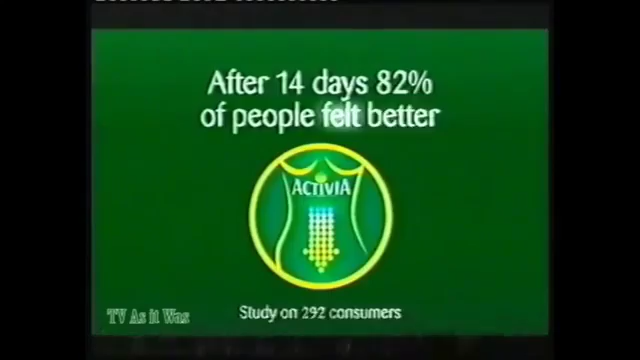 After 14 days 82%
of people felt better
ACTIVIA
TV As it Was
Study on 292 consumers